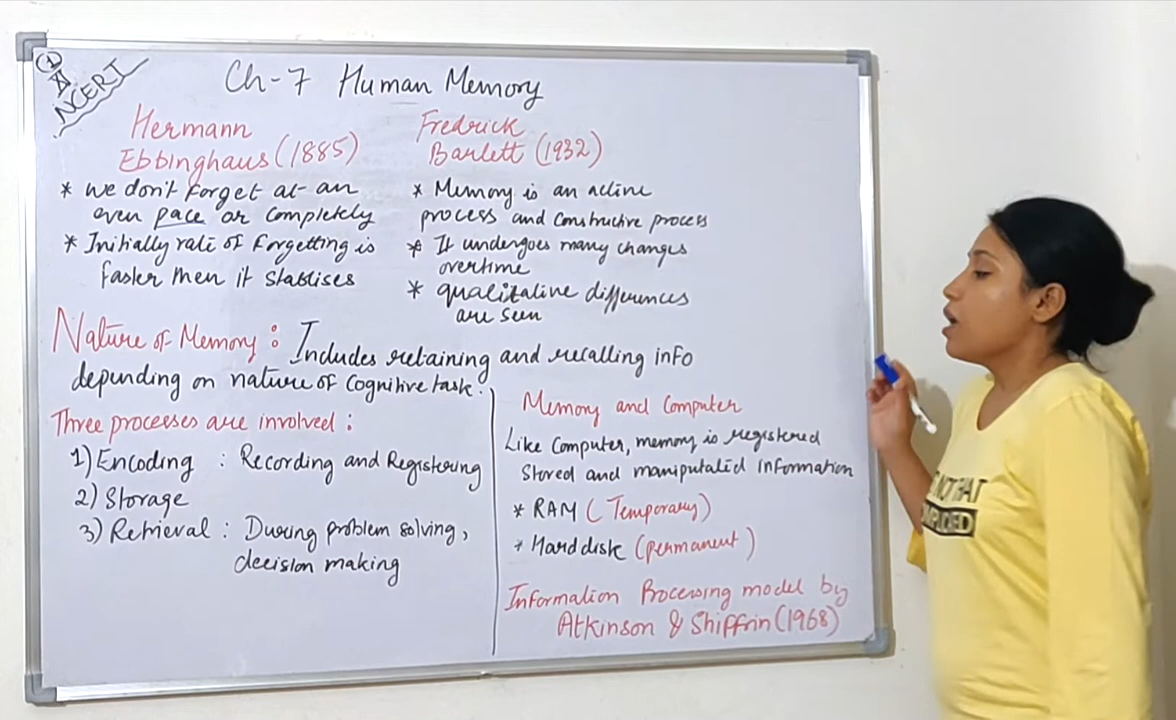 ①
NCERT
Ch-7 Human Memory
Hermann
Ebbinghaus (1885)
* we don't forget at an
even pace or completely
* Initially rate of forgetting is
faster then it stablises
Fredrick
Barlett (1932)
* Memory is an active
process and constructive process
* It undergoes many changes
overtime
* qualitative differences
are seen
Nature of Memory : Includes retaining and recalling info
depending on nature of cognitive task.
Three processes are involved :
1) Encoding : Recording and Registering
2) Storage
3) Retrieval : During problem solving,
decision making
Memory and Computer
Like Computer, memory is registered
stored and manipulated information
* RAM (Temporary)
* Hard disk (permanent)
Information Processing model by
Atkinson & Shiffrin (1968)
NOT THAT